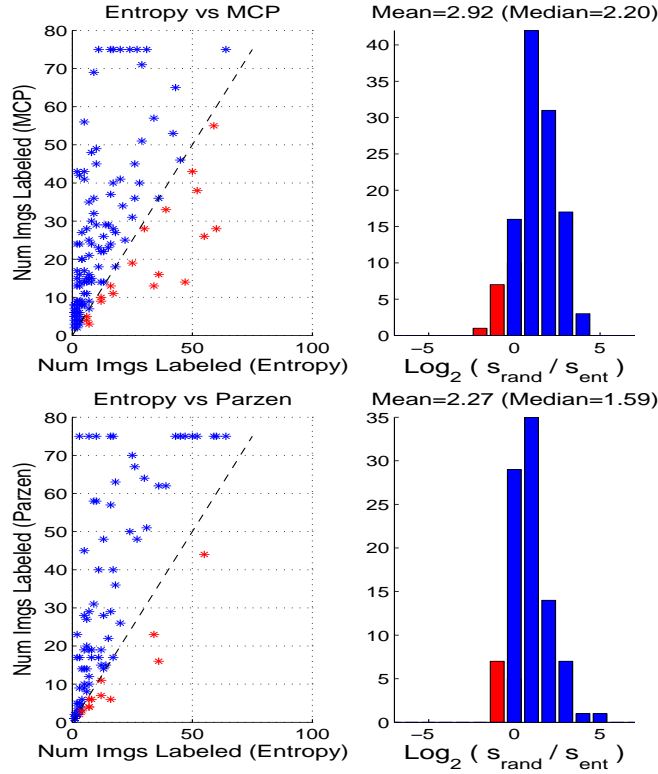 Entropy vs MCP
Num Imgs Labeled (MCP)
80
70
60
50
40
30
20
10
0
0 50 100
Num Imgs Labeled (Entropy)
Mean=2.92 (Median=2.20)
40
35
30
25
20
15
10
5
0
−5 0 5
Log2 ( s_rand / s_ent )
Entropy vs Parzen
Num Imgs Labeled (Parzen)
80
70
60
50
40
30
20
10
0
0 50 100
Num Imgs Labeled (Entropy)
Mean=2.27 (Median=1.59)
35
30
25
20
15
10
5
0
−5 0 5
Log2 ( s_rand / s_ent )